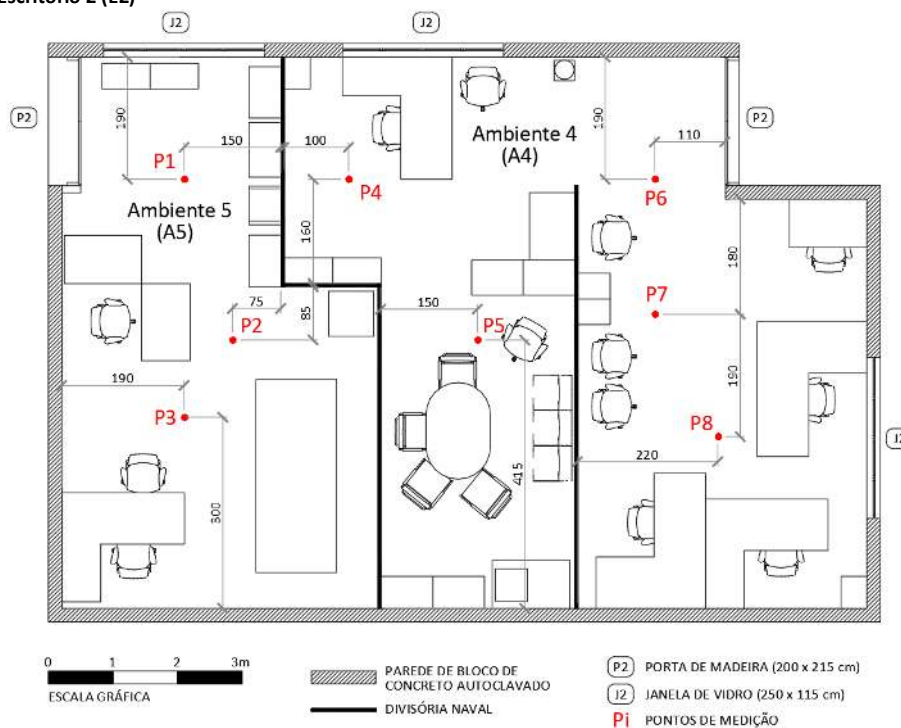 Escritório 2 (E2)
J2
J2
P2
190
150
P1
Ambiente 5
(A5)
100
P4
160
Ambiente 4
(A4)
190
110
P6
P2
75
P2
85
150
P5
180
P7
190
P3
190
P8
220
J2
300
415
0 1 2 3m
ESCALA GRÁFICA
PAREDE DE BLOCO DE
CONCRETO AUTOCLAVADO
DIVISÓRIA NAVAL
P2 PORTA DE MADEIRA (200 x 215 cm)
J2 JANELA DE VIDRO (250 x 115 cm)
Pi PONTOS DE MEDIÇÃO